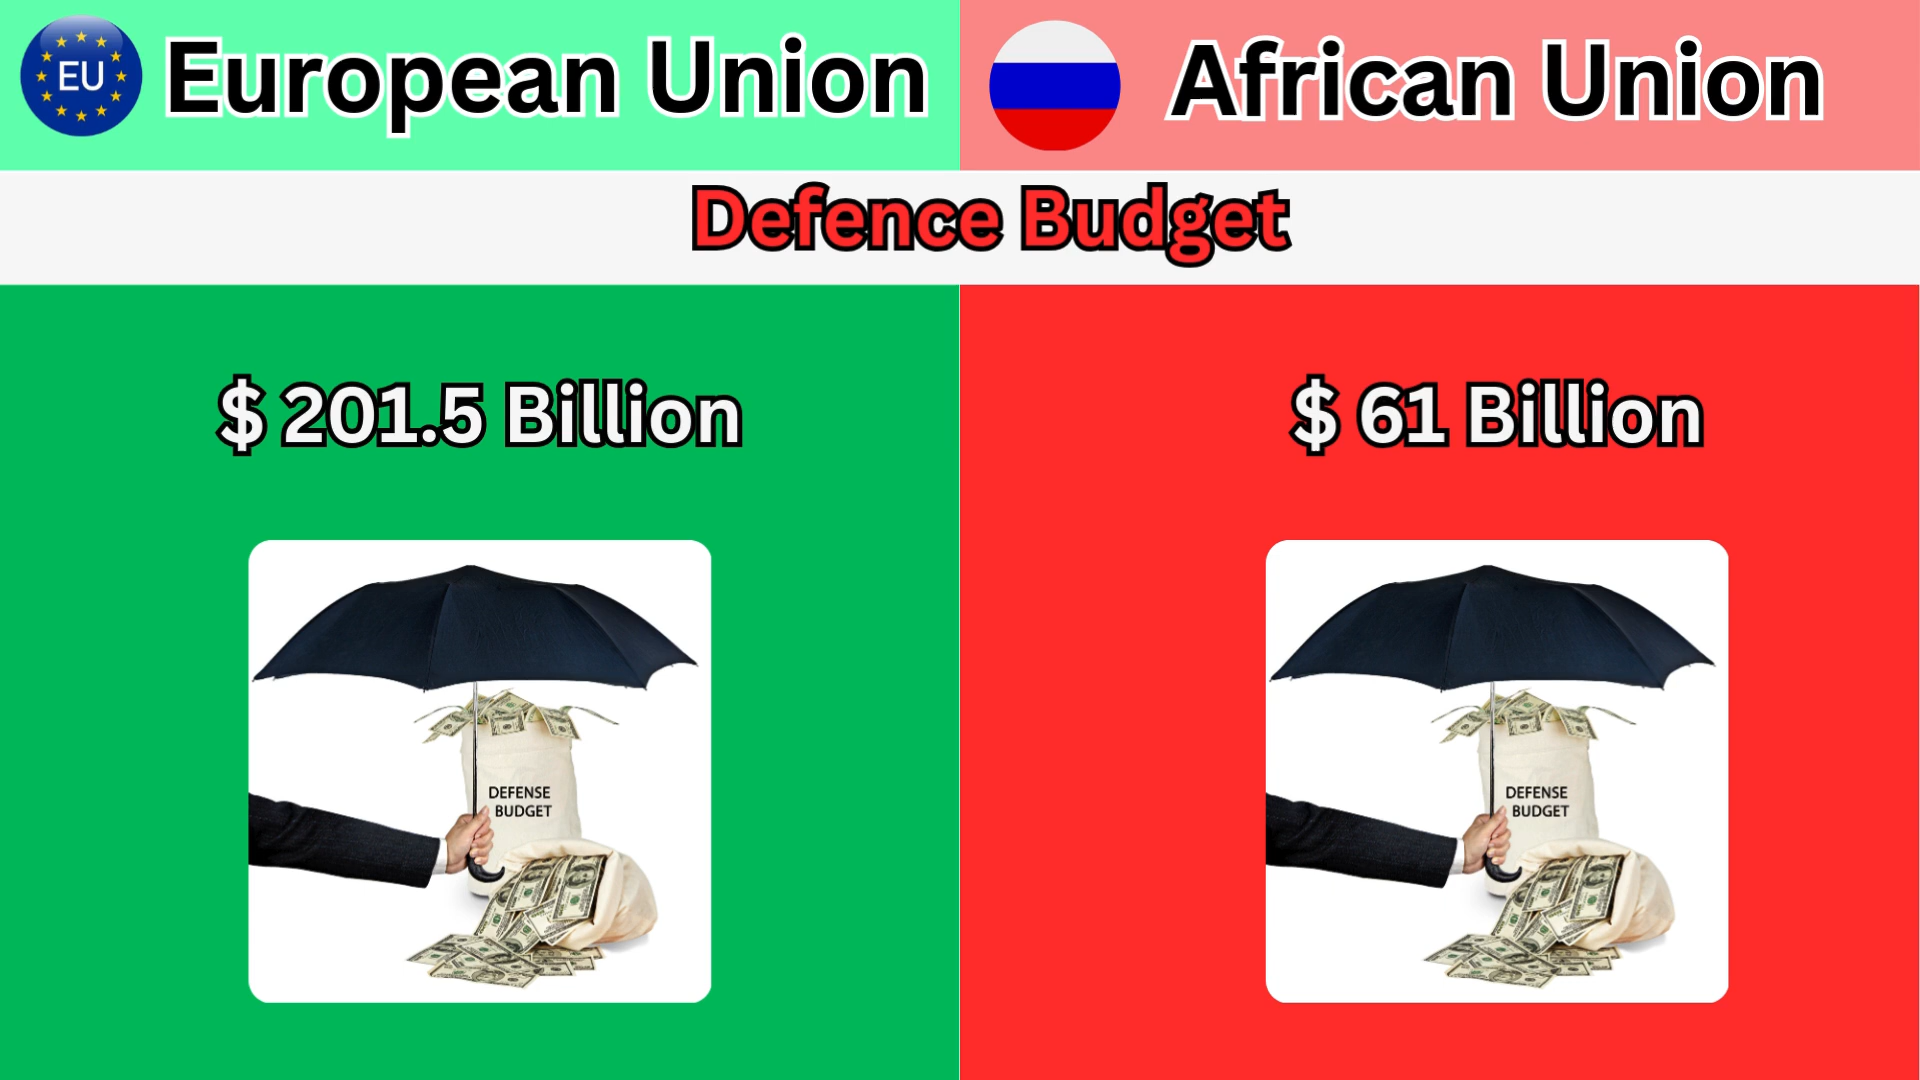 EU
European Union
African Union
Defence Budget
$ 201.5 Billion
$ 61 Billion
DEFENSE
BUDGET
DEFENSE
BUDGET